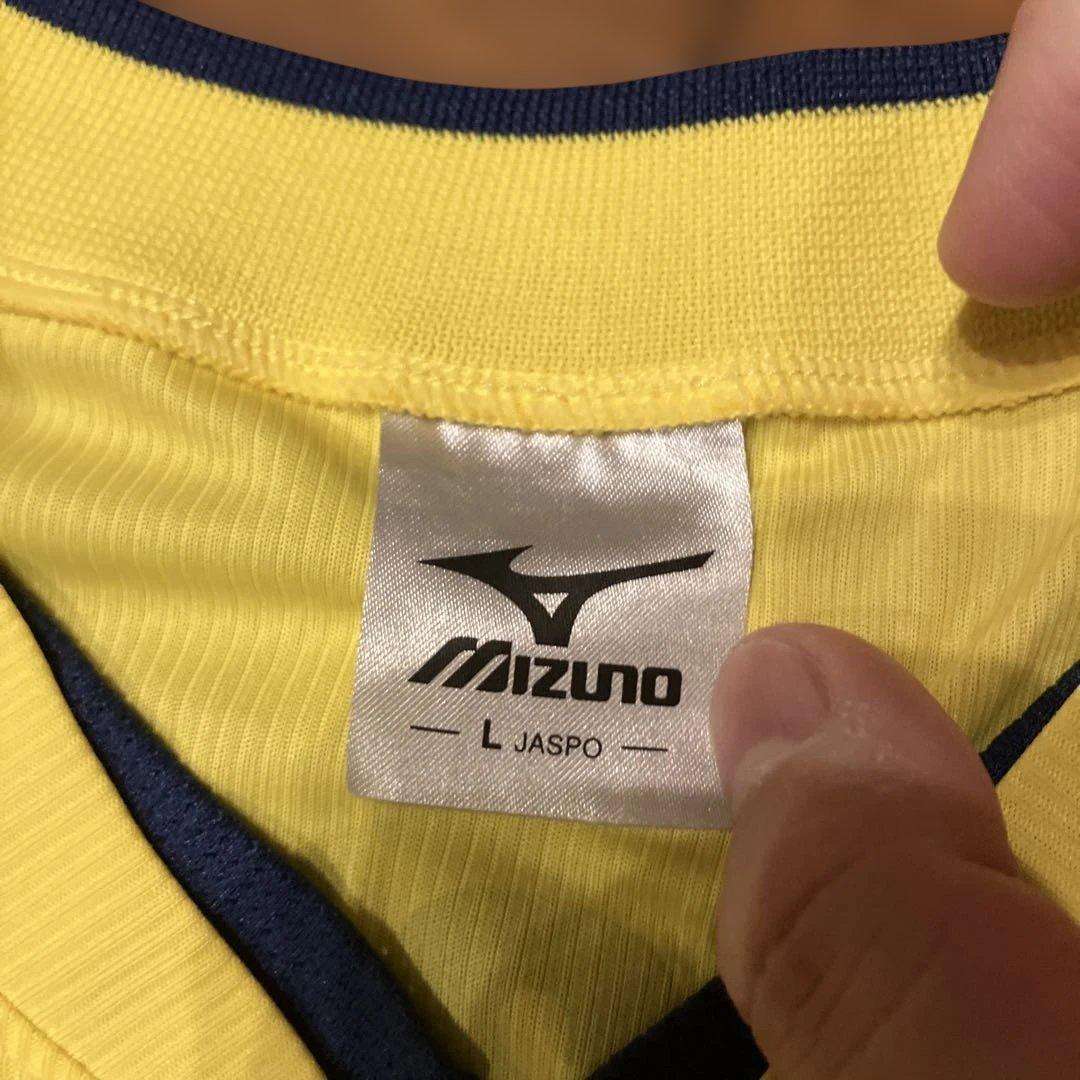 MIZUNO
— L JASPO —